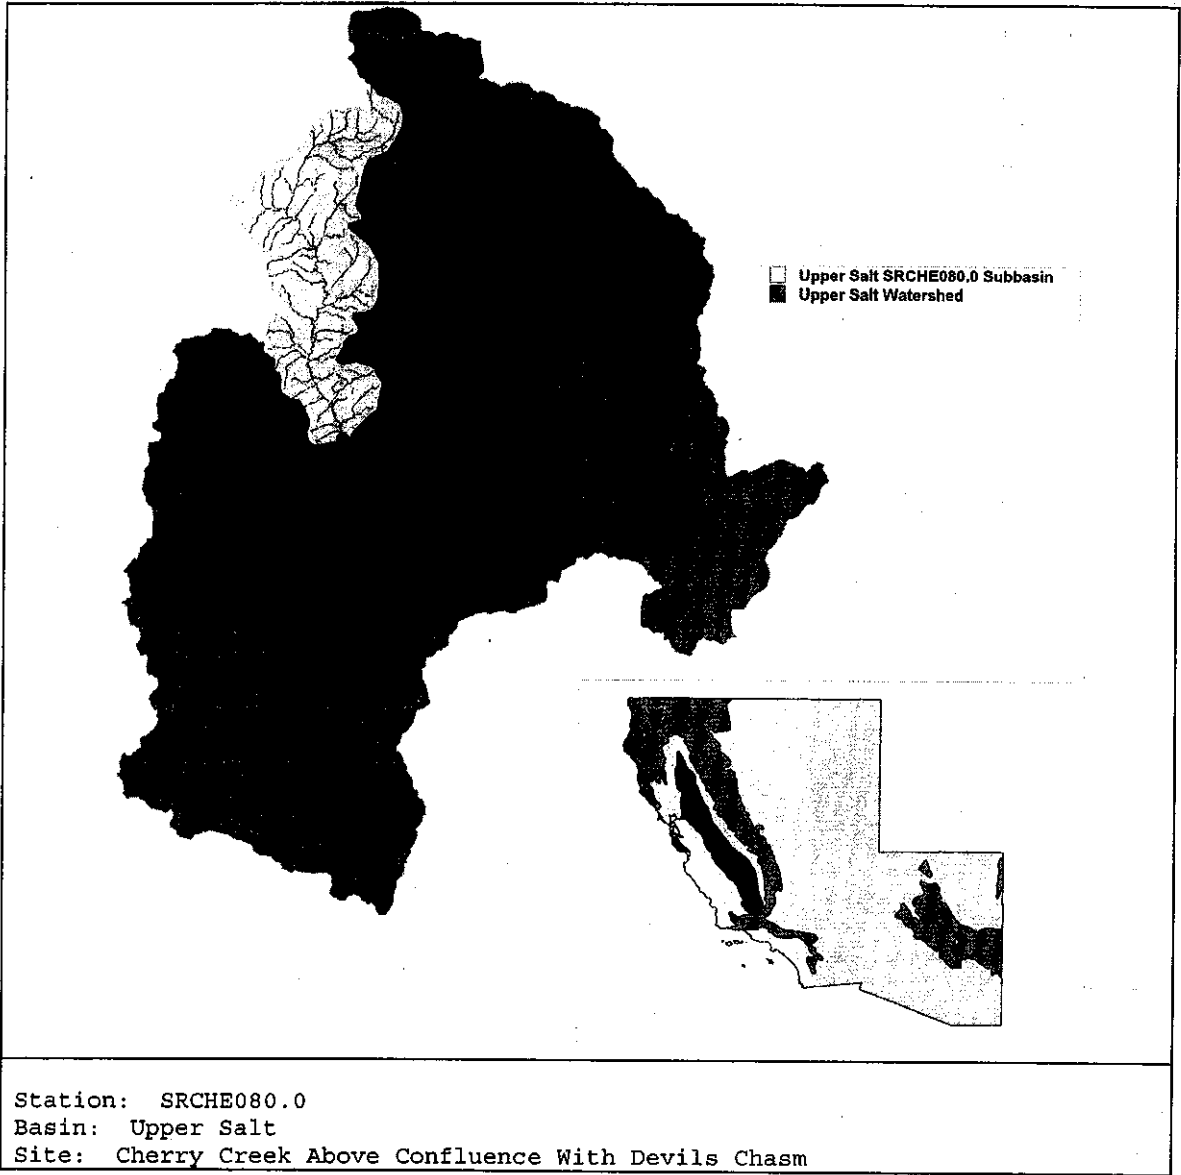 Upper Salt SRCHE080.0 Subbasin
Upper Salt Watershed
Station: SRCHE080.0
Basin: Upper Salt
Site: Cherry Creek Above Confluence With Devils Chasm